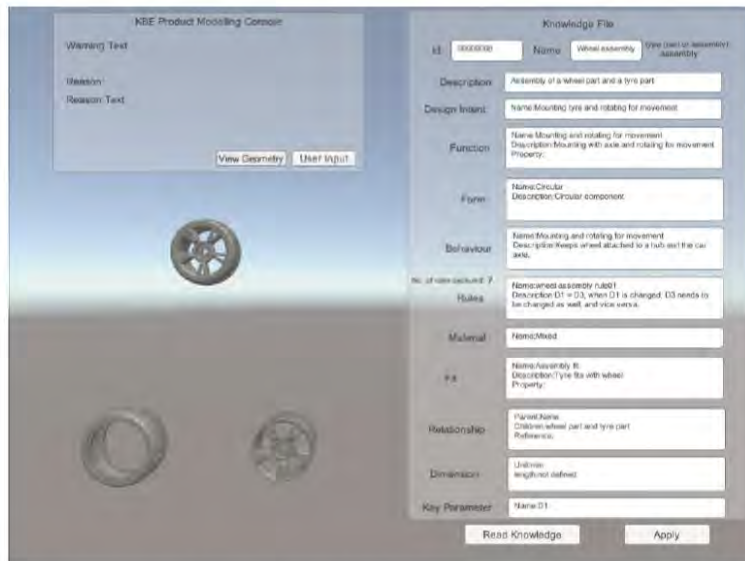 KBE Product Modelling Console
Warning Text
Reason:
Reason Text
View Geometry
User Input
Knowledge File
Id
00000000
Name
Wheel assembly
type (part or assembly)
assembly
Description
Assembly of a wheel part and a tyre part
Design Intent
Name:Mounting tyre and rotating for movement
Function
Name:Mounting and rotating for movement
Description:Mounting with axle and rotating for movement
Property:
Form
Name:Circular
Description:Circular component
Behaviour
Name:Mounting and rotating for movement
Description:Keeps wheel attached to a hub and the car
axle.
No. of rules captured: 7
Rules
Name:wheel assembly rule01
Description:D1 = D3, when D1 is changed, D3 needs to
be changed as well, and vice versa.
Material
Name:Mixed
Fit
Name:Assembly fit
Description:Tyre fits with wheel
Property:
Relationship
Parent:None
Children:wheel part and tyre part
Reference:
Dimension
Unit:mm
length:not defined
Key Parameter
Name:D1
Read Knowledge
Apply